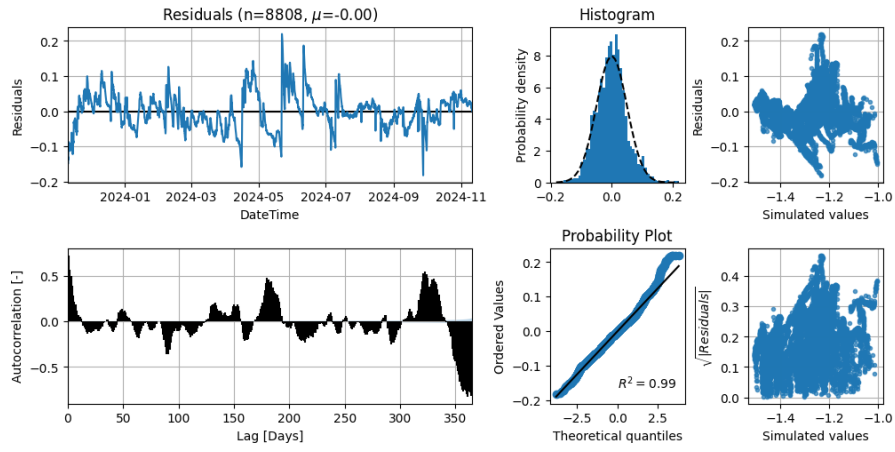 Residuals (n=8808, μ=-0.00)
Residuals
0.2
0.1
0.0
−0.1
−0.2
2024-01 2024-03 2024-05 2024-07 2024-09 2024-11
DateTime
Histogram
Probability density
8
6
4
2
0
0.0 0.2
Residuals
0.2
0.1
0.0
−0.1
−0.2
−1.4 −1.2 −1.0
Simulated values
Autocorrelation [-]
0.5
0.0
−0.5
0 50 100 150 200 250 300 350
Lag [Days]
Probability Plot
Ordered Values
0.2
0.1
0.0
−0.1
−0.2
R² = 0.99
−2.5 0.0 2.5
Theoretical quantiles
√|Residuals|
0.4
0.3
0.2
0.1
0.0
−1.4 −1.2 −1.0
Simulated values